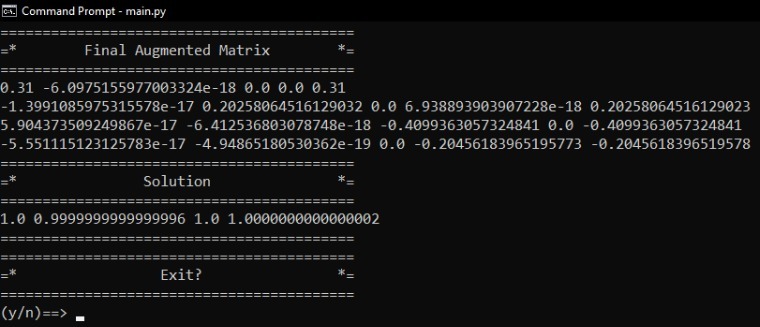 Command Prompt - main.py
=========================================
=* Final Augmented Matrix *=
=========================================
0.31 -6.0975155977003324e-18 0.0 0.0 0.31
-1.3991085975315578e-17 0.20258064516129032 0.0 6.938893903907228e-18 0.20258064516129023
5.904373509249867e-17 -6.412536803078748e-18 -0.4099363057324841 0.0 -0.4099363057324841
-5.551115123125783e-17 -4.94865180530362e-19 0.0 -0.20456183965195773 -0.2045618396519578
=========================================
=* Solution *=
=========================================
1.0 0.9999999999999996 1.0 1.0000000000000002
=========================================
=========================================
=* Exit? *=
=========================================
(y/n)==> _